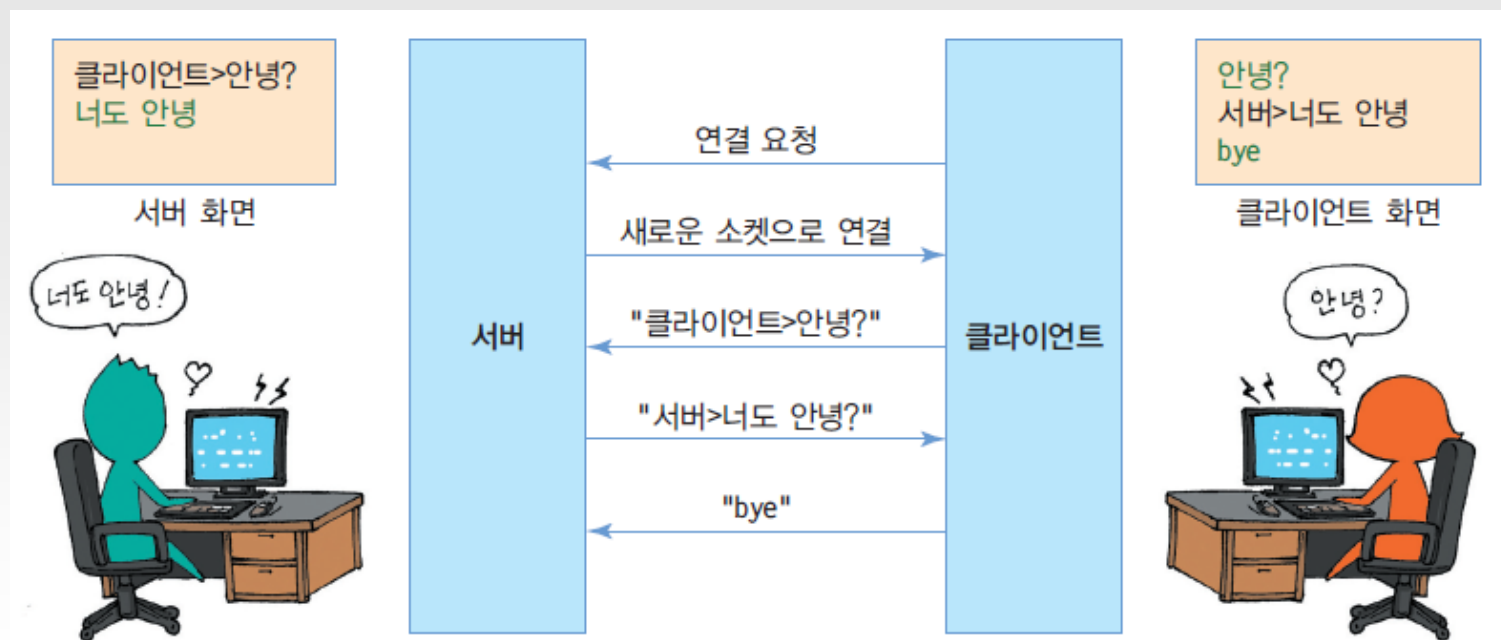 클라이언트>안녕?
너도 안녕
서버 화면
너도 안녕!
서버
연결 요청
새로운 소켓으로 연결
"클라이언트>안녕?"
"서버>너도 안녕?"
"bye"
클라이언트
안녕?
서버>너도 안녕
bye
클라이언트 화면
안녕?